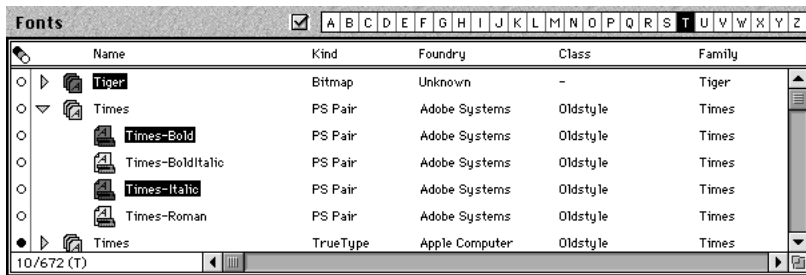 Fonts A B C D E F G H I J K L M N O P Q R S T U V W X Y Z
Name Kind Foundry Class Family
Tiger Bitmap Unknown - Tiger
Times PS Pair Adobe Systems Oldstyle Times
Times-Bold PS Pair Adobe Systems Oldstyle Times
Times-BoldItalic PS Pair Adobe Systems Oldstyle Times
Times-Italic PS Pair Adobe Systems Oldstyle Times
Times-Roman PS Pair Adobe Systems Oldstyle Times
Times TrueType Apple Computer Oldstyle Times
10/672 (T)